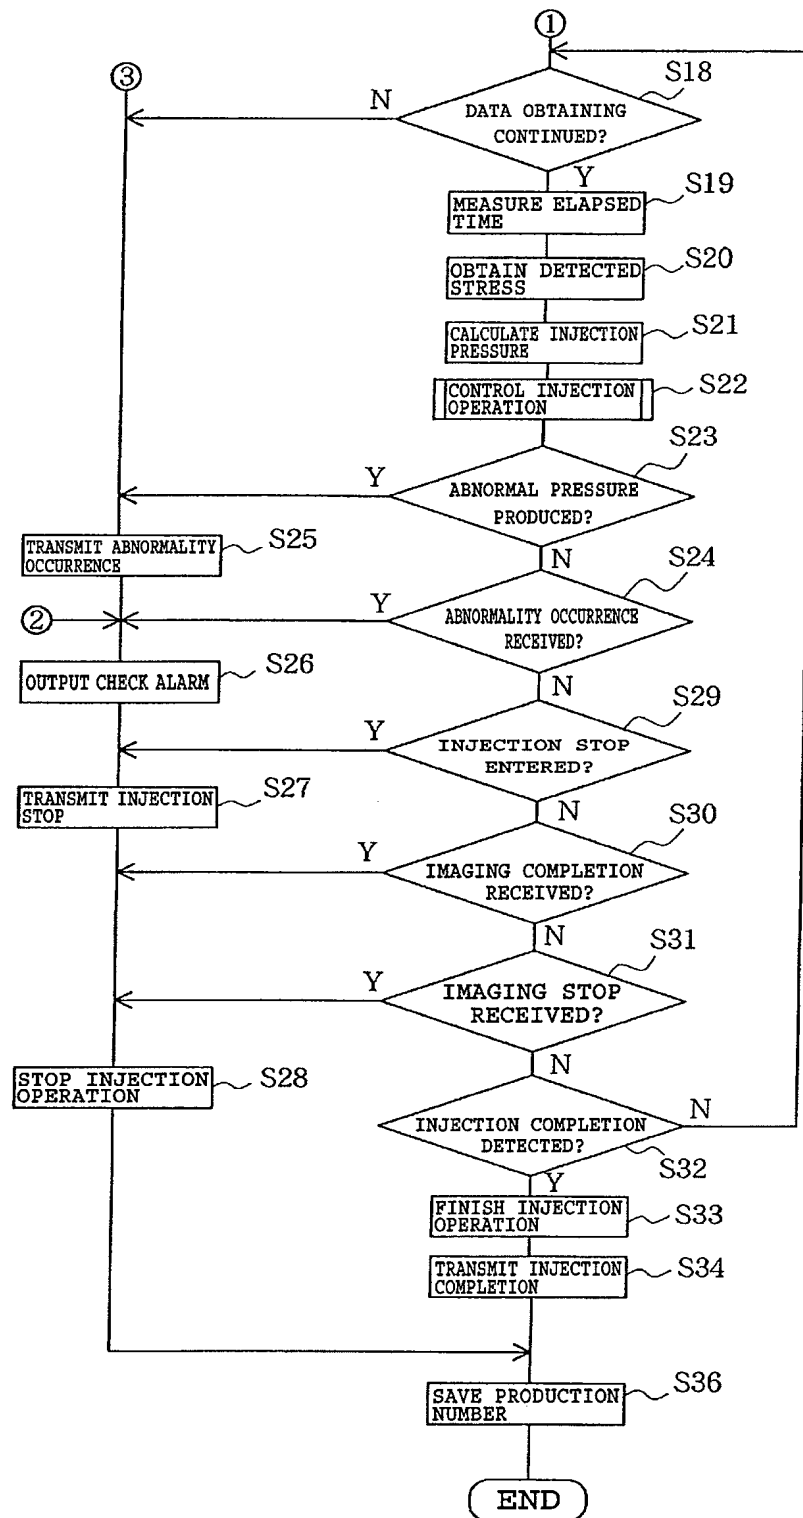 ①
③
S18
N
DATA OBTAINING
CONTINUED?
Y
S19
MEASURE ELAPSED
TIME
S20
OBTAIN DETECTED
STRESS
S21
CALCULATE INJECTION
PRESSURE
S22
CONTROL INJECTION
OPERATION
S23
Y
ABNORMAL PRESSURE
PRODUCED?
S25
TRANSMIT ABNORMALITY
OCCURRENCE
N
S24
②
Y
ABNORMALITY OCCURRENCE
RECEIVED?
S26
OUTPUT CHECK ALARM
N
S29
Y
INJECTION STOP
ENTERED?
S27
TRANSMIT INJECTION
STOP
N
S30
Y
IMAGING COMPLETION
RECEIVED?
N
S31
Y
IMAGING STOP
RECEIVED?
S28
STOP INJECTION
OPERATION
N
N
INJECTION COMPLETION
DETECTED?
S32
Y
FINISH INJECTION
OPERATION
S33
TRANSMIT INJECTION
COMPLETION
S34
SAVE PRODUCTION
NUMBER
S36
END